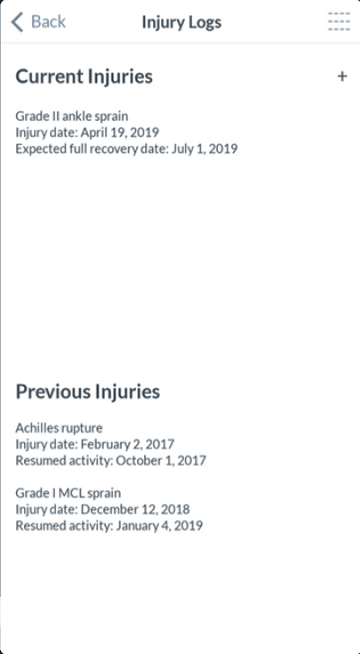 Back
Injury Logs
Current Injuries
+
Grade II ankle sprain
Injury date: April 19, 2019
Expected full recovery date: July 1, 2019
Previous Injuries
Achilles rupture
Injury date: February 2, 2017
Resumed activity: October 1, 2017
Grade I MCL sprain
Injury date: December 12, 2018
Resumed activity: January 4, 2019